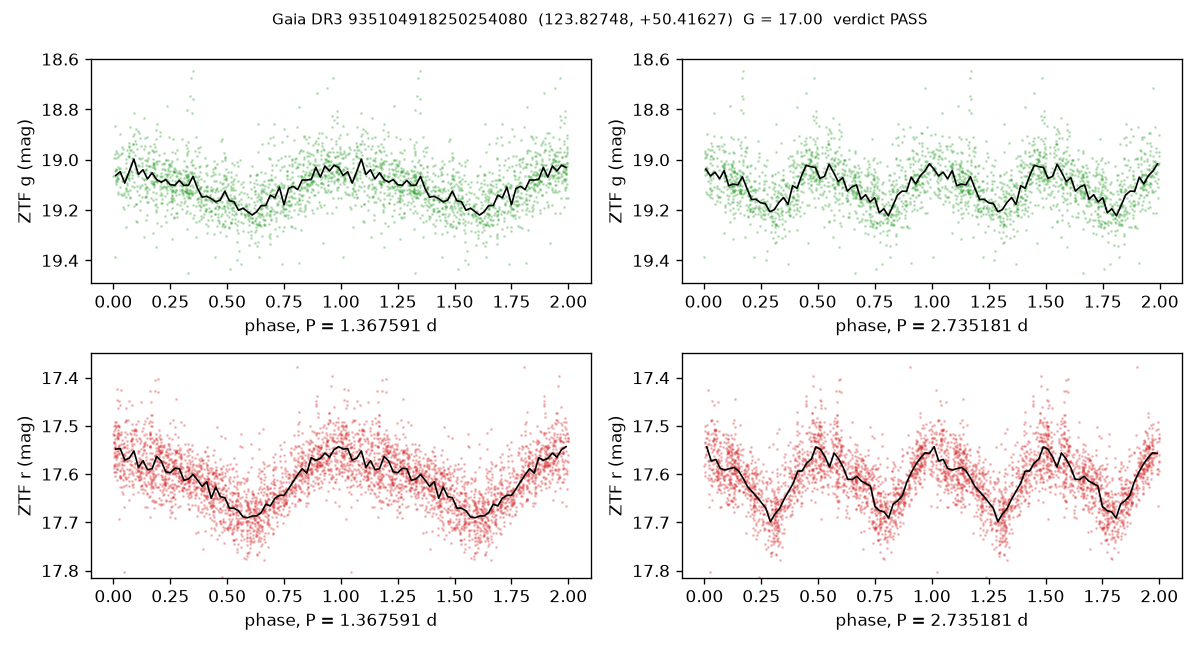 Gaia DR3 935104918250254080 (123.82748, +50.41627) G = 17.00 verdict PASS
ZTF g (mag)
18.6
18.8
19.0
19.2
19.4
0.00 0.25 0.50 0.75 1.00 1.25 1.50 1.75 2.00
phase, P = 1.367591 d
ZTF g (mag)
18.6
18.8
19.0
19.2
19.4
0.00 0.25 0.50 0.75 1.00 1.25 1.50 1.75 2.00
phase, P = 2.735181 d
ZTF r (mag)
17.4
17.5
17.6
17.7
17.8
0.00 0.25 0.50 0.75 1.00 1.25 1.50 1.75 2.00
phase, P = 1.367591 d
ZTF r (mag)
17.4
17.5
17.6
17.7
17.8
0.00 0.25 0.50 0.75 1.00 1.25 1.50 1.75 2.00
phase, P = 2.735181 d